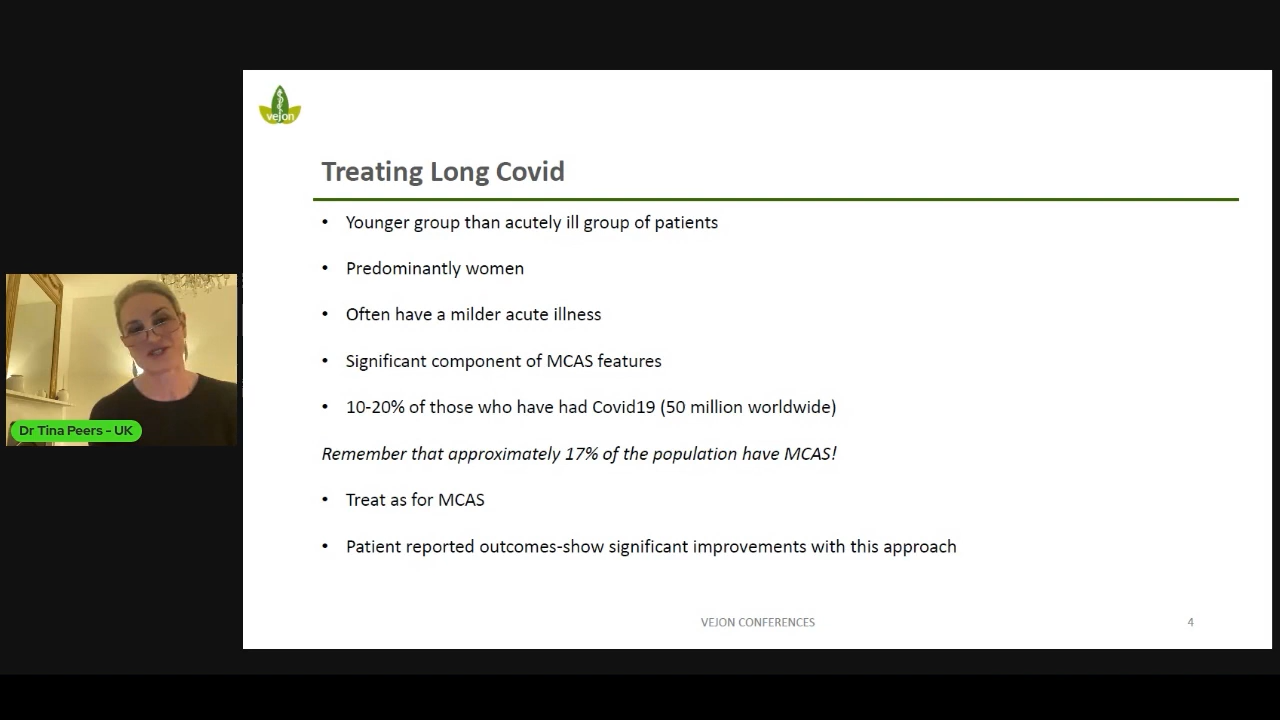 vejon
Treating Long Covid
• Younger group than acutely ill group of patients
• Predominantly women
• Often have a milder acute illness
• Significant component of MCAS features
• 10-20% of those who have had Covid19 (50 million worldwide)
Remember that approximately 17% of the population have MCAS!
• Treat as for MCAS
• Patient reported outcomes-show significant improvements with this approach
VEJON CONFERENCES
4
Dr Tina Peers - UK